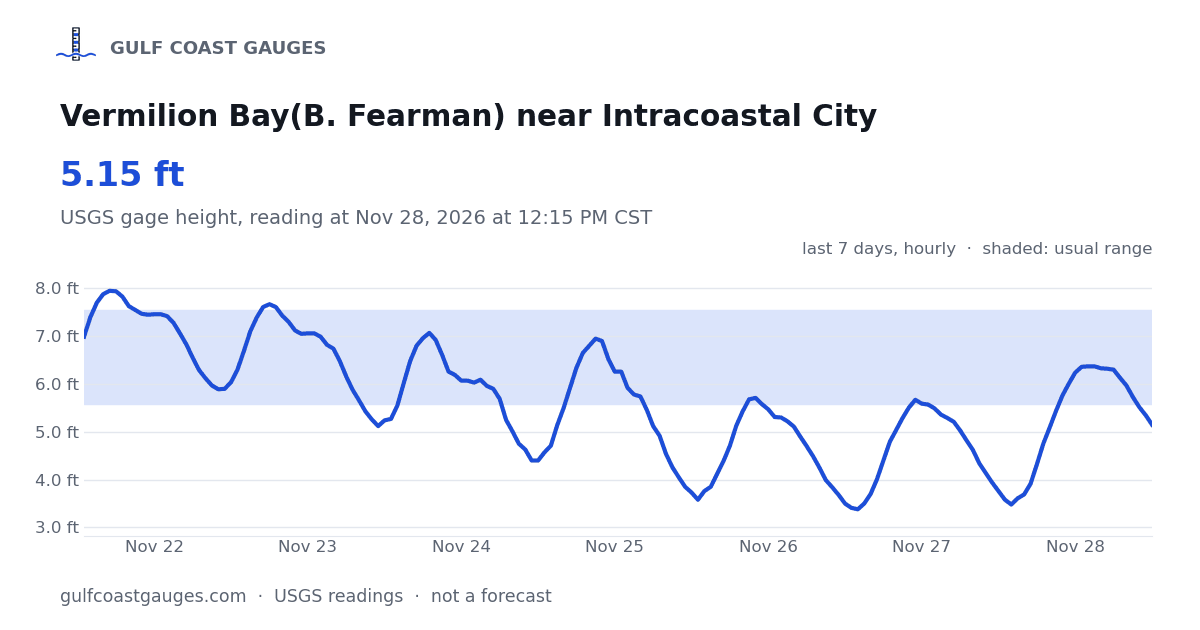 GULF COAST GAUGES
Vermilion Bay(B. Fearman) near Intracoastal City
5.15 ft
USGS gage height, reading at Nov 28, 2026 at 12:15 PM CST
last 7 days, hourly · shaded: usual range
8.0 ft
7.0 ft
6.0 ft
5.0 ft
4.0 ft
3.0 ft
Nov 22 Nov 23 Nov 24 Nov 25 Nov 26 Nov 27 Nov 28
gulfcoastgauges.com · USGS readings · not a forecast